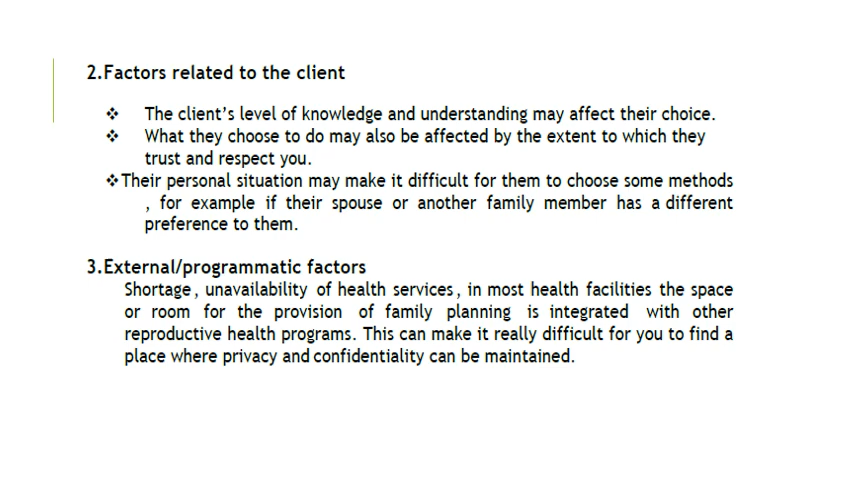 2.Factors related to the client
❖ The client's level of knowledge and understanding may affect their choice.
❖ What they choose to do may also be affected by the extent to which they
trust and respect you.
❖Their personal situation may make it difficult for them to choose some methods
, for example if their spouse or another family member has a different
preference to them.
3.External/programmatic factors
Shortage, unavailability of health services, in most health facilities the space
or room for the provision of family planning is integrated with other
reproductive health programs. This can make it really difficult for you to find a
place where privacy and confidentiality can be maintained.